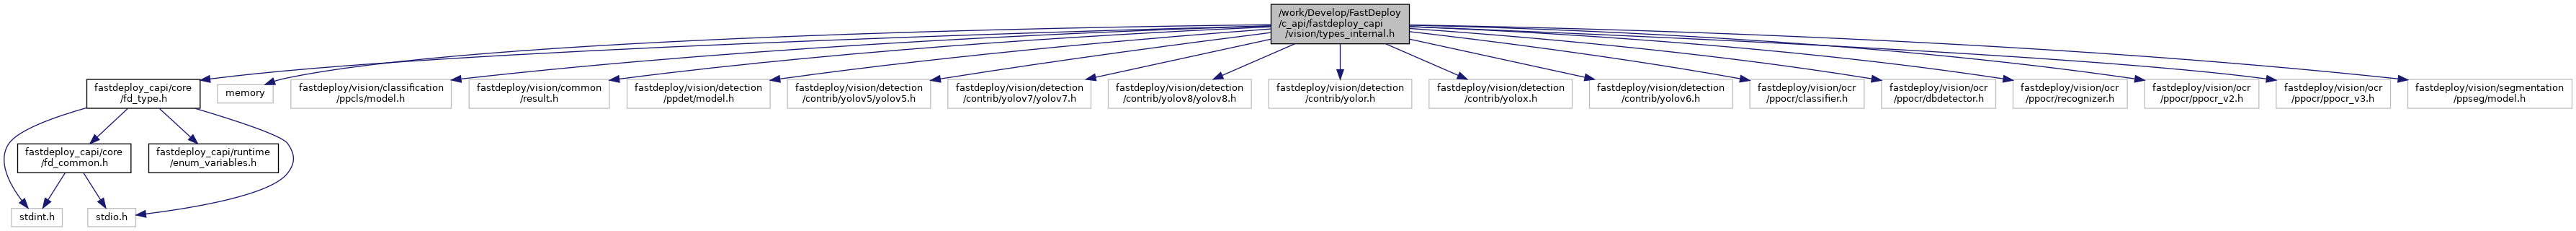 /work/Develop/FastDeploy
/c_api/fastdeploy_capi
/vision/types_internal.h
fastdeploy_capi/core
/fd_type.h
memory
fastdeploy/vision/classification
/ppcls/model.h
fastdeploy/vision/common
/result.h
fastdeploy/vision/detection
/ppdet/model.h
fastdeploy/vision/detection
/contrib/yolov5/yolov5.h
fastdeploy/vision/detection
/contrib/yolov7/yolov7.h
fastdeploy/vision/detection
/contrib/yolov8/yolov8.h
fastdeploy/vision/detection
/contrib/yolor.h
fastdeploy/vision/detection
/contrib/yolox.h
fastdeploy/vision/detection
/contrib/yolov6.h
fastdeploy/vision/ocr
/ppocr/classifier.h
fastdeploy/vision/ocr
/ppocr/dbdetector.h
fastdeploy/vision/ocr
/ppocr/recognizer.h
fastdeploy/vision/ocr
/ppocr/ppocr_v2.h
fastdeploy/vision/ocr
/ppocr/ppocr_v3.h
fastdeploy/vision/segmentation
/ppseg/model.h
fastdeploy_capi/core
/fd_common.h
fastdeploy_capi/runtime
/enum_variables.h
stdint.h
stdio.h